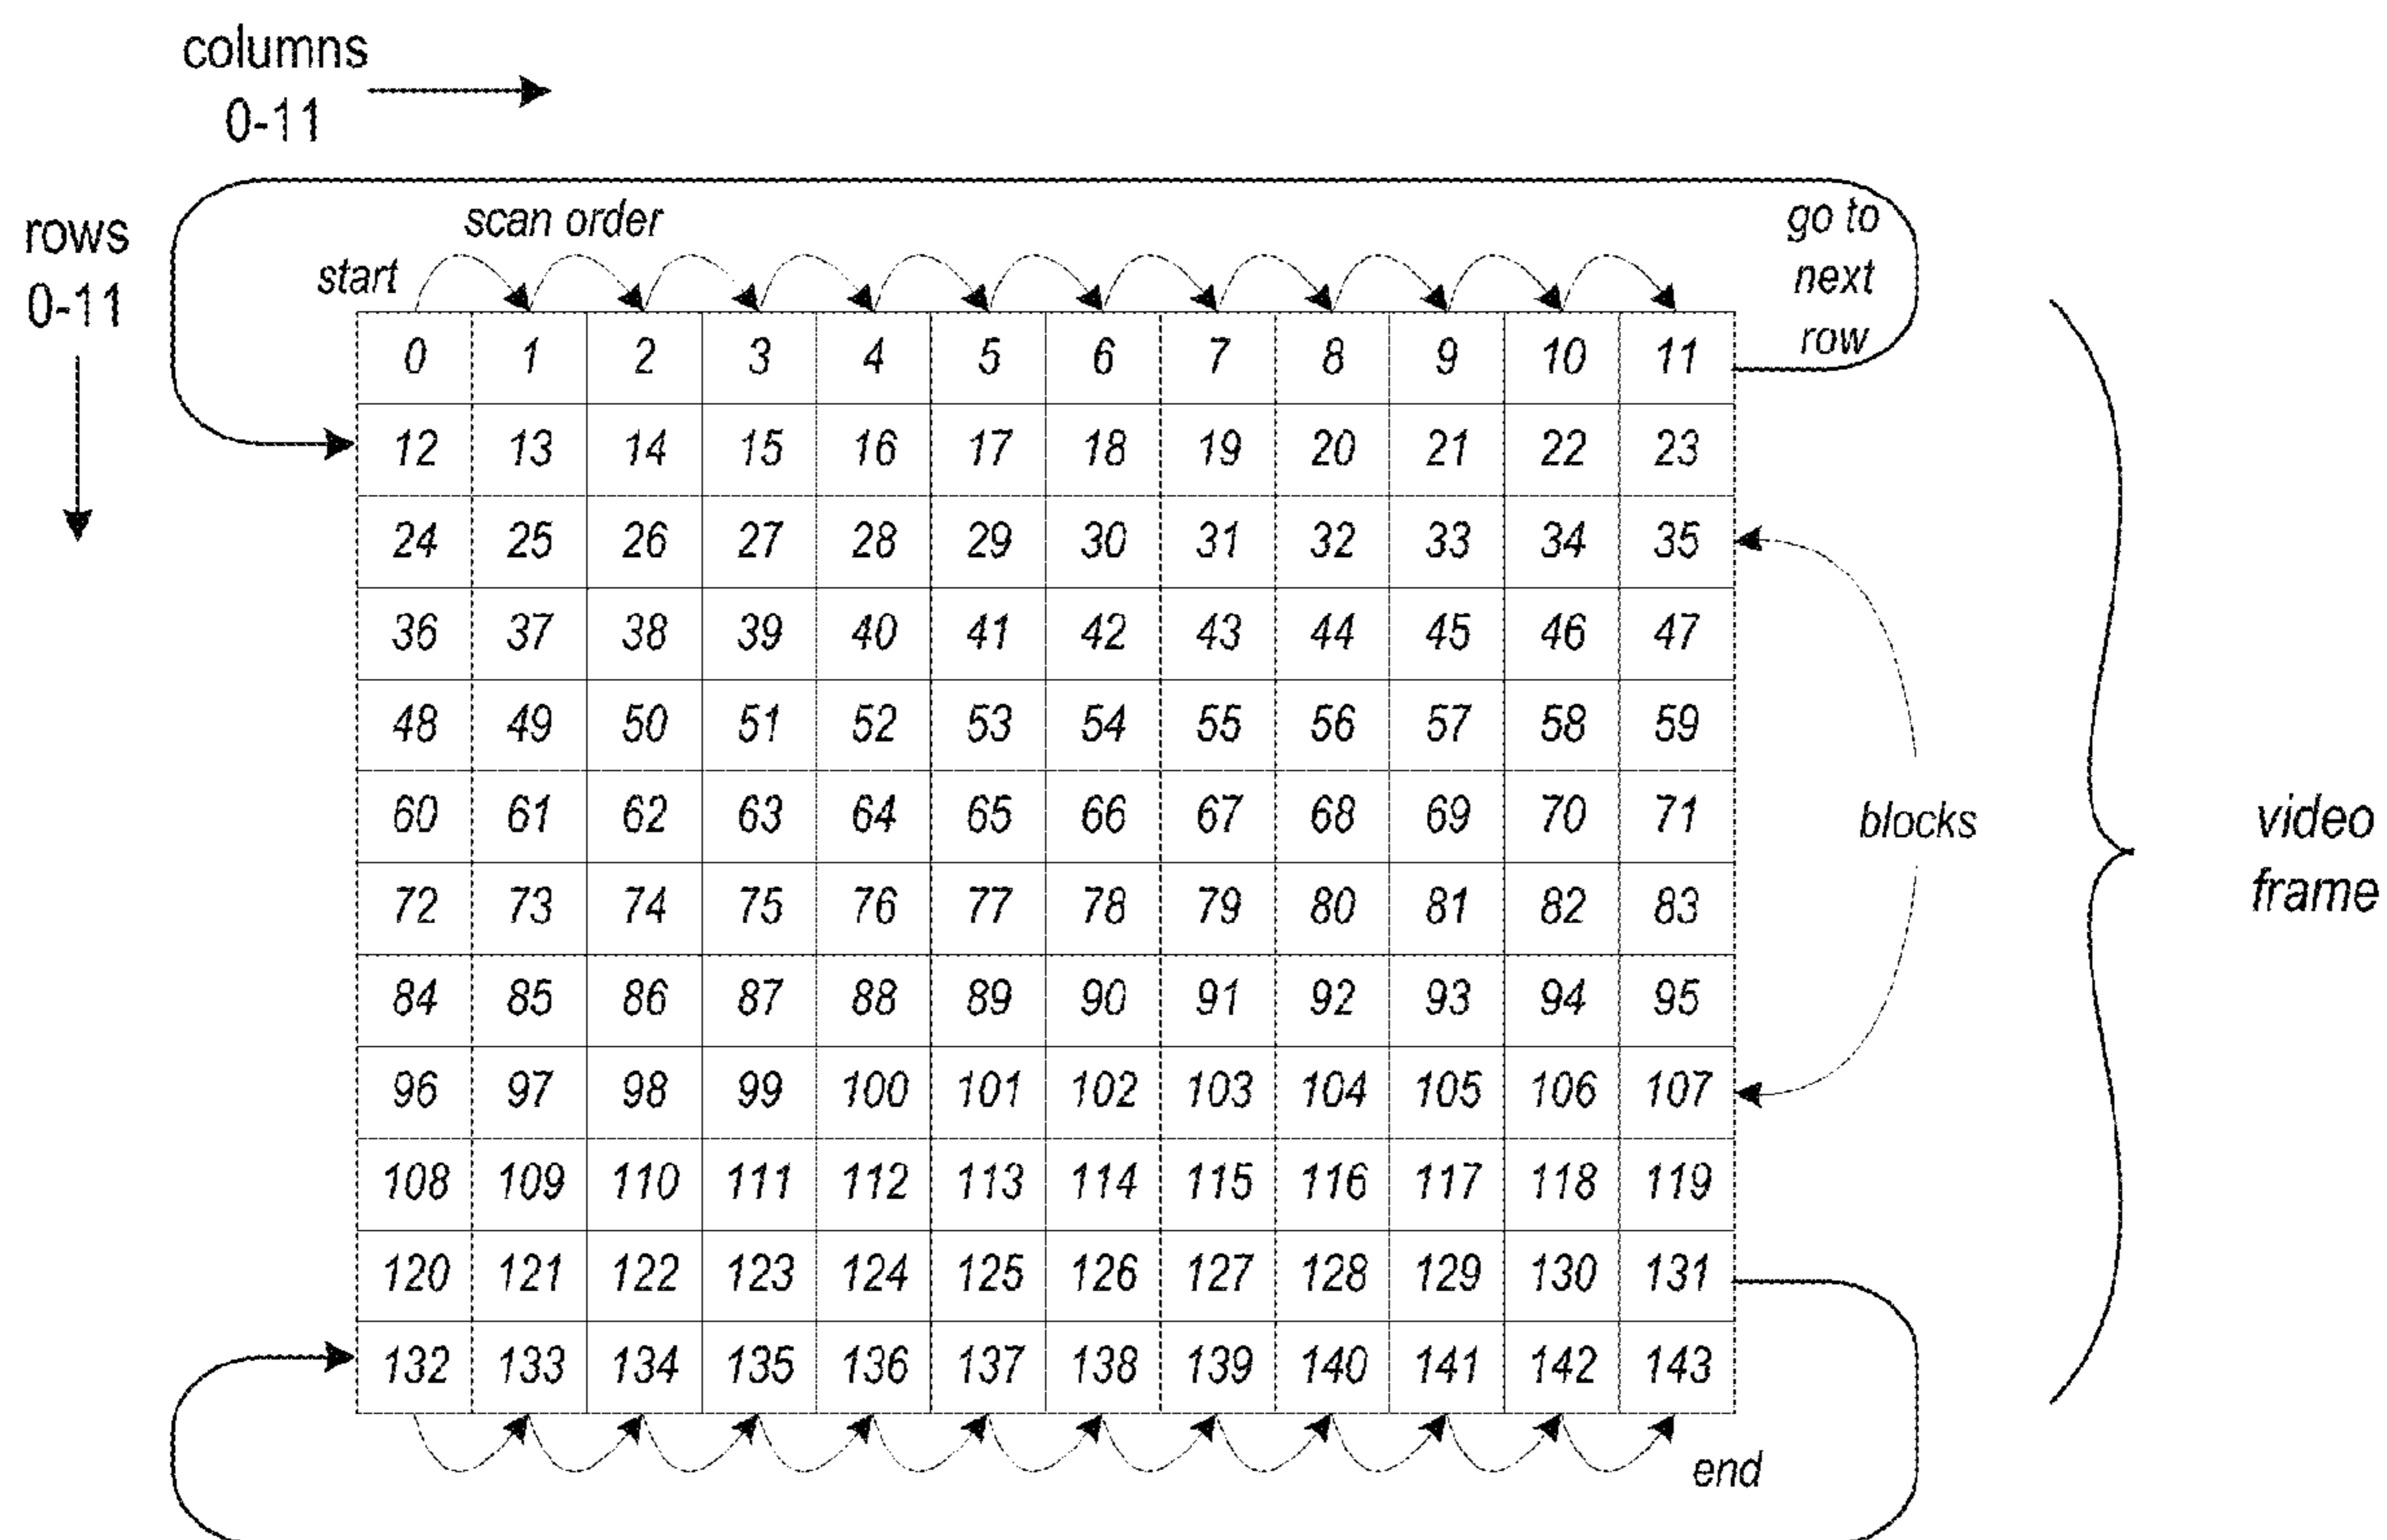 columns
0-11
rows
0-11
scan order
start
go to
next
row
0 1 2 3 4 5 6 7 8 9 10 11
12 13 14 15 16 17 18 19 20 21 22 23
24 25 26 27 28 29 30 31 32 33 34 35
36 37 38 39 40 41 42 43 44 45 46 47
48 49 50 51 52 53 54 55 56 57 58 59
60 61 62 63 64 65 66 67 68 69 70 71
72 73 74 75 76 77 78 79 80 81 82 83
84 85 86 87 88 89 90 91 92 93 94 95
96 97 98 99 100 101 102 103 104 105 106 107
108 109 110 111 112 113 114 115 116 117 118 119
120 121 122 123 124 125 126 127 128 129 130 131
132 133 134 135 136 137 138 139 140 141 142 143
blocks
video
frame
end